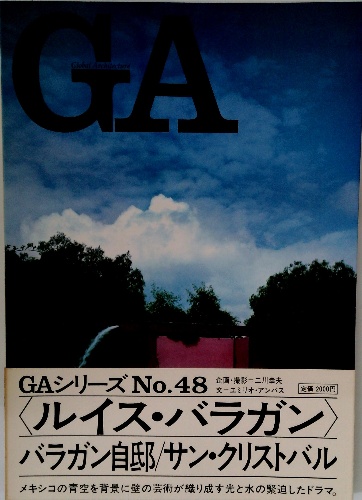 GA
GAシリーズ No.48
企画・撮影＝二川幸夫
文＝エミリオ・アンバス
定価 2000円
〈ルイス・バラガン〉
バラガン自邸/サン・クリストバル
メキシコの青空を背景に壁の芸術が織り成す光と水の緊迫したドラマ。